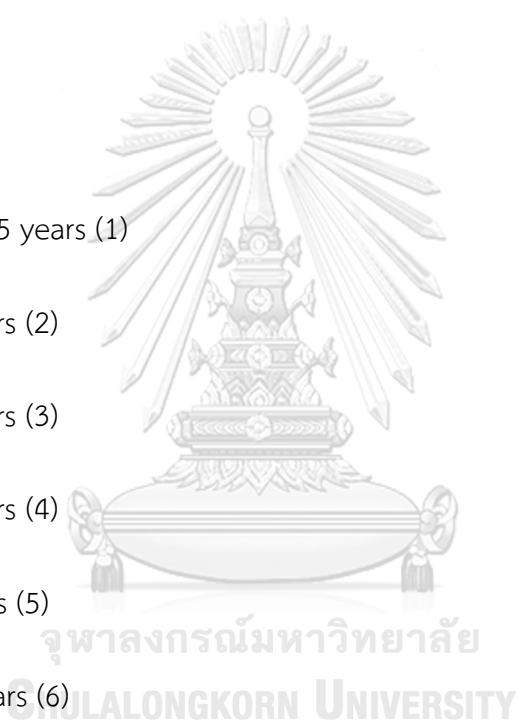 5 years (1)
rs (2)
rs (3)
rs (4)
s (5)
จุฬาลงกรณ์มหาวิทยาลัย
ars (6)
CHULALONGKORN UNIVERSITY